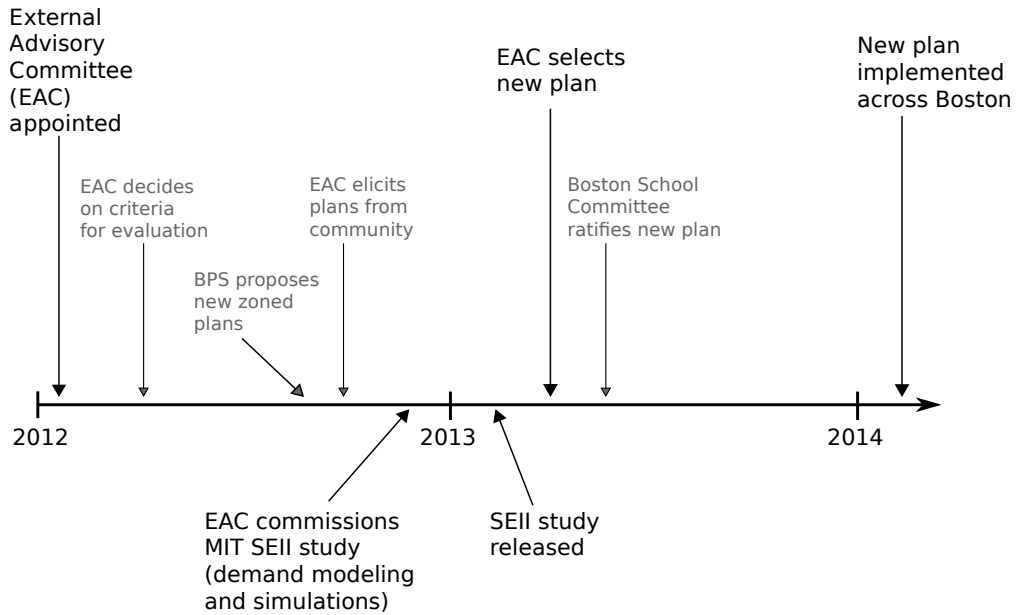 External
Advisory
Committee
(EAC)
appointed
EAC decides
on criteria
for evaluation
BPS proposes
new zoned
plans
EAC elicits
plans from
community
EAC selects
new plan
Boston School
Committee
ratifies new plan
New plan
implemented
across Boston
2012
2013
2014
EAC commissions
MIT SEII study
(demand modeling
and simulations)
SEII study
released